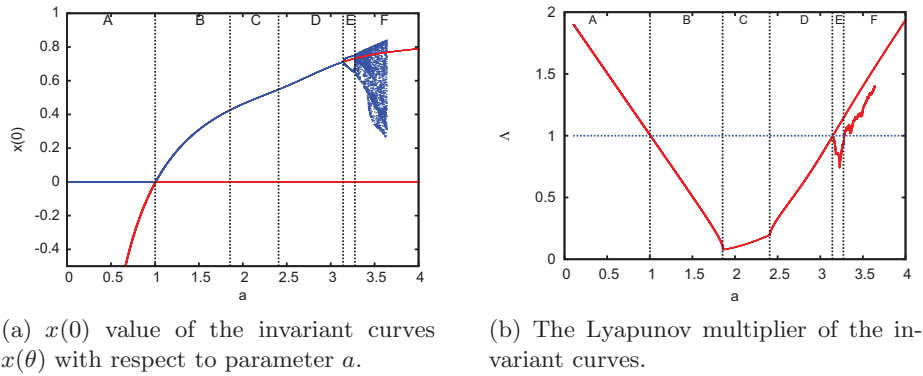 A B C D E F
1
0.8
0.6
0.4
0.2
0
-0.2
-0.4
x(0)
0 0.5 1 1.5 2 2.5 3 3.5 4
a
A B C D E F
2
1.5
1
0.5
0
Λ
0 0.5 1 1.5 2 2.5 3 3.5 4
a
(a) x(0) value of the invariant curves
x(θ) with respect to parameter a.
(b) The Lyapunov multiplier of the in-
variant curves.